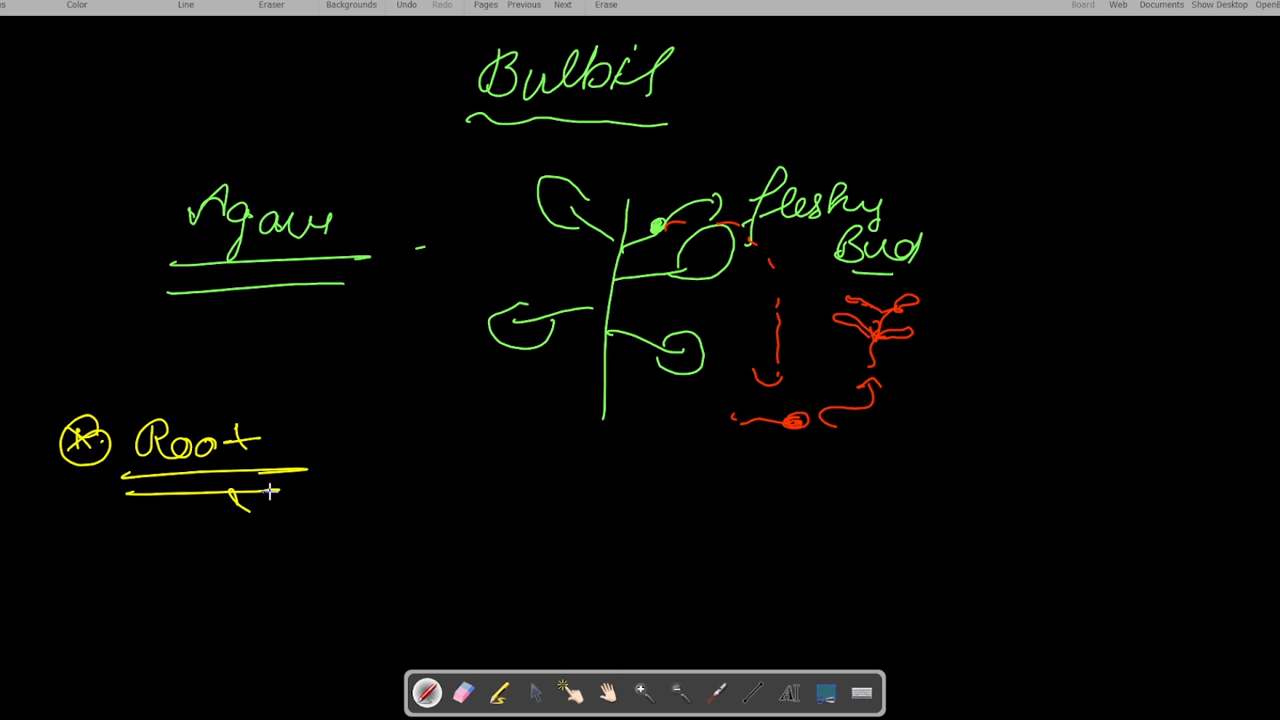 Color Line Eraser Backgrounds Undo Redo Pages Previous Next Erase Board Web Documents Show Desktop
Bulbil
Agave
fleshy
Bud
Root